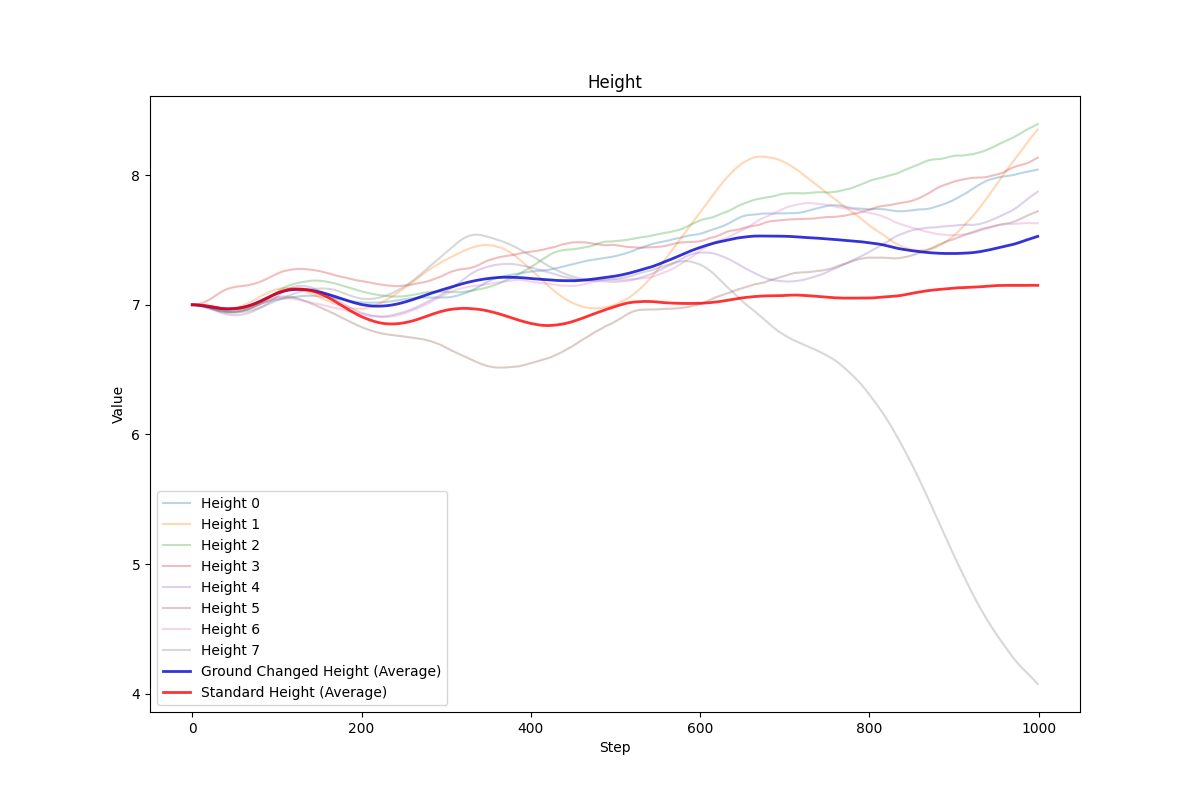 Height
Value
8
7
6
5
4
Height 0
Height 1
Height 2
Height 3
Height 4
Height 5
Height 6
Height 7
Ground Changed Height (Average)
Standard Height (Average)
0 200 400 600 800 1000
Step